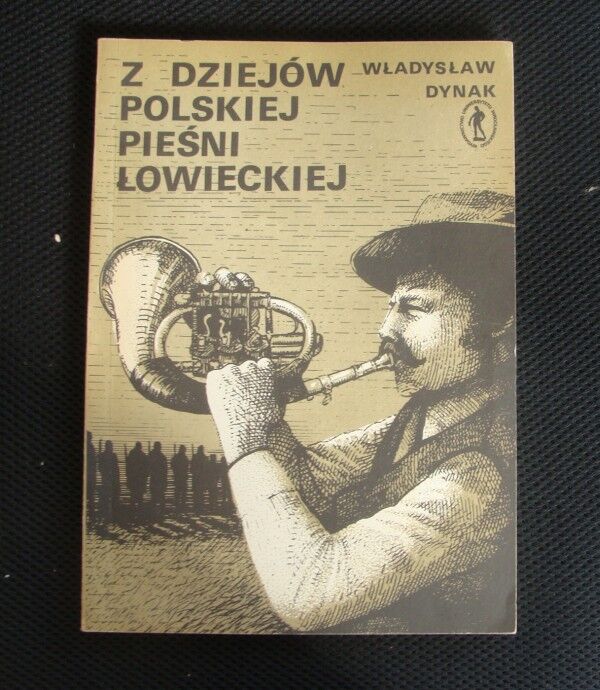 Z DZIEJÓW
POLSKIEJ
PIEŚNI
ŁOWIECKIEJ
WŁADYSŁAW
DYNAK